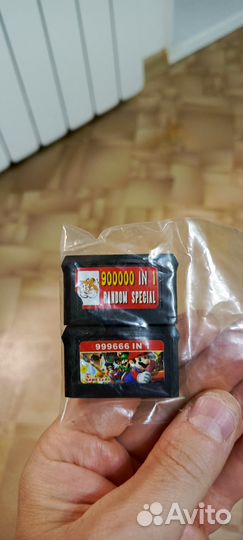 900000 IN 1
RANDOM SPECIAL
999666 IN 1
Avito